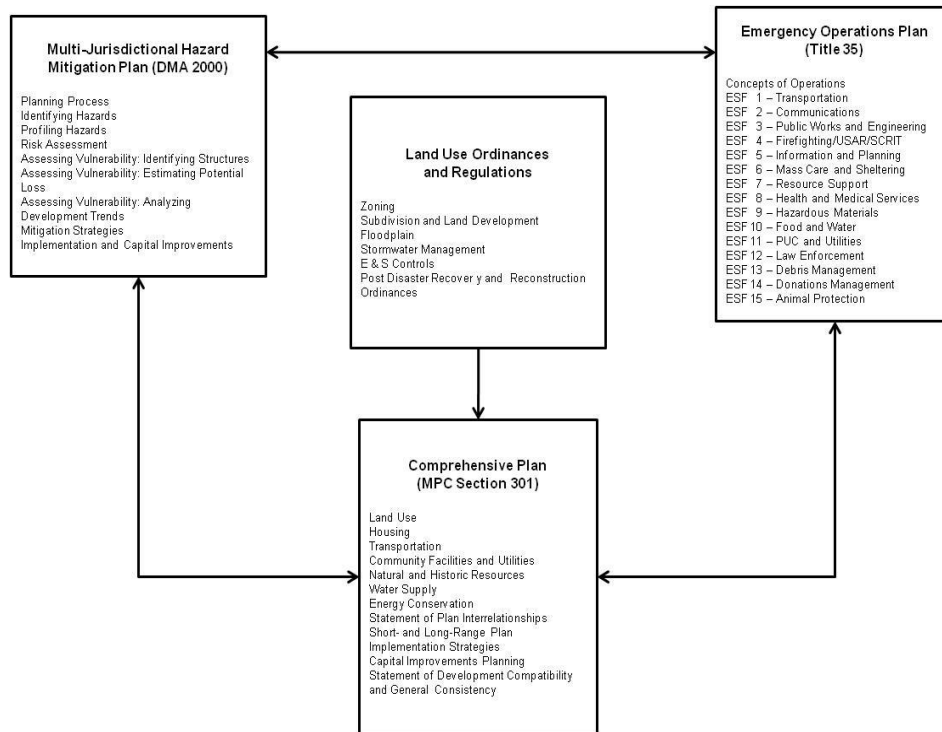 Multi-Jurisdictional Hazard
Mitigation Plan (DMA 2000)
Planning Process
Identifying Hazards
Profiling Hazards
Risk Assessment
Assessing Vulnerability: Identifying Structures
Assessing Vulnerability: Estimating Potential
Loss
Assessing Vulnerability: Analyzing
Development Trends
Mitigation Strategies
Implementation and Capital Improvements
Land Use Ordinances
and Regulations
Zoning
Subdivision and Land Development
Floodplain
Stormwater Management
E & S Controls
Post Disaster Recover y and Reconstruction
Ordinances
Emergency Operations Plan
(Title 35)
Concepts of Operations
ESF 1 – Transportation
ESF 2 – Communications
ESF 3 – Public Works and Engineering
ESF 4 – Firefighting/USAR/SCRIT
ESF 5 – Information and Planning
ESF 6 – Mass Care and Sheltering
ESF 7 – Resource Support
ESF 8 – Health and Medical Services
ESF 9 – Hazardous Materials
ESF 10 – Food and Water
ESF 11 – PUC and Utilities
ESF 12 – Law Enforcement
ESF 13 – Debris Management
ESF 14 – Donations Management
ESF 15 – Animal Protection
Comprehensive Plan
(MPC Section 301)
Land Use
Housing
Transportation
Community Facilities and Utilities
Natural and Historic Resources
Water Supply
Energy Conservation
Statement of Plan Interrelationships
Short- and Long-Range Plan
Implementation Strategies
Capital Improvements Planning
Statement of Development Compatibility
and General Consistency